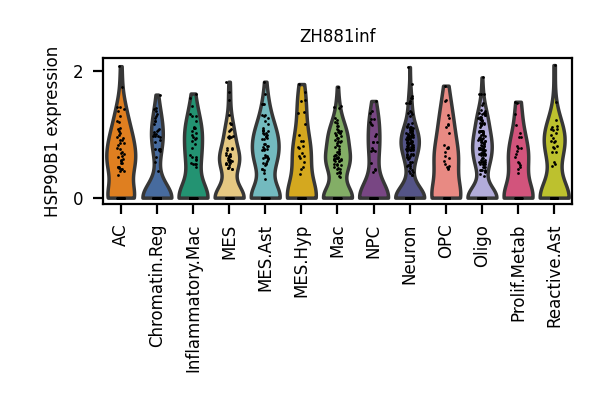 ZH881inf
HSP90B1 expression
2
0
AC
Chromatin.Reg
Inflammatory.Mac
MES
MES.Ast
MES.Hyp
Mac
NPC
Neuron
OPC
Oligo
Prolif.Metab
Reactive.Ast